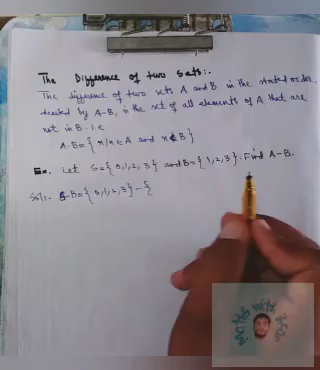 The Difference of two sets:.
The difference of two sets A and B in the stated order,
denoted by A-B, is the set of all elements of A that are
not in B. i.e
A-B={x/x∈A and x∉B}
Ex. Let S={0,1,2,3} and B={1,2,3}. Find A-B.
Sol:. S-B={0,1,2,3}-{